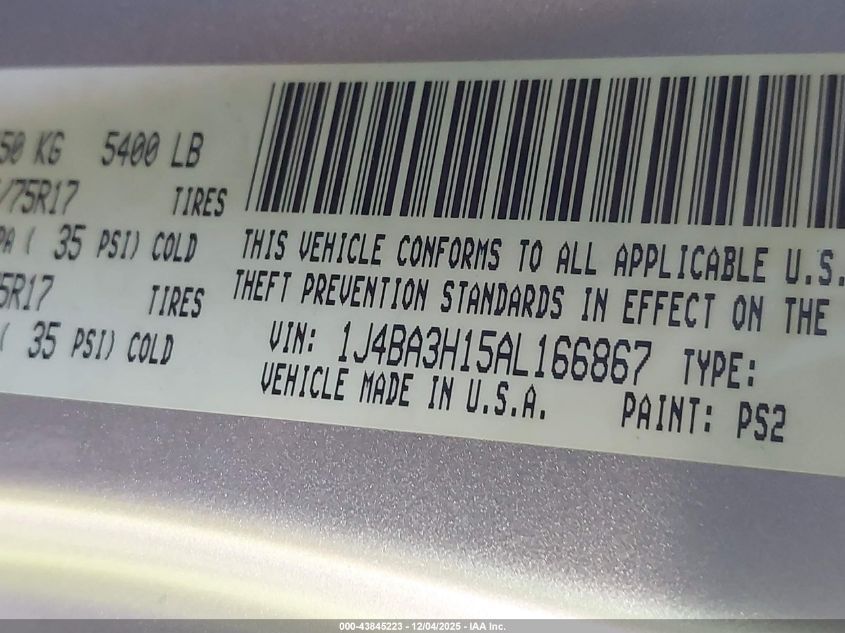 50 KG 5400 LB
/75R17 TIRES
PA ( 35 PSI) COLD
5R17 TIRES
( 35 PSI) COLD
THIS VEHICLE CONFORMS TO ALL APPLICABLE U.S.
THEFT PREVENTION STANDARDS IN EFFECT ON THE
VIN: 1J4BA3H15AL166867 TYPE:
VEHICLE MADE IN U.S.A. PAINT: PS2
000-43845223 - 12/04/2025 - IAA Inc.